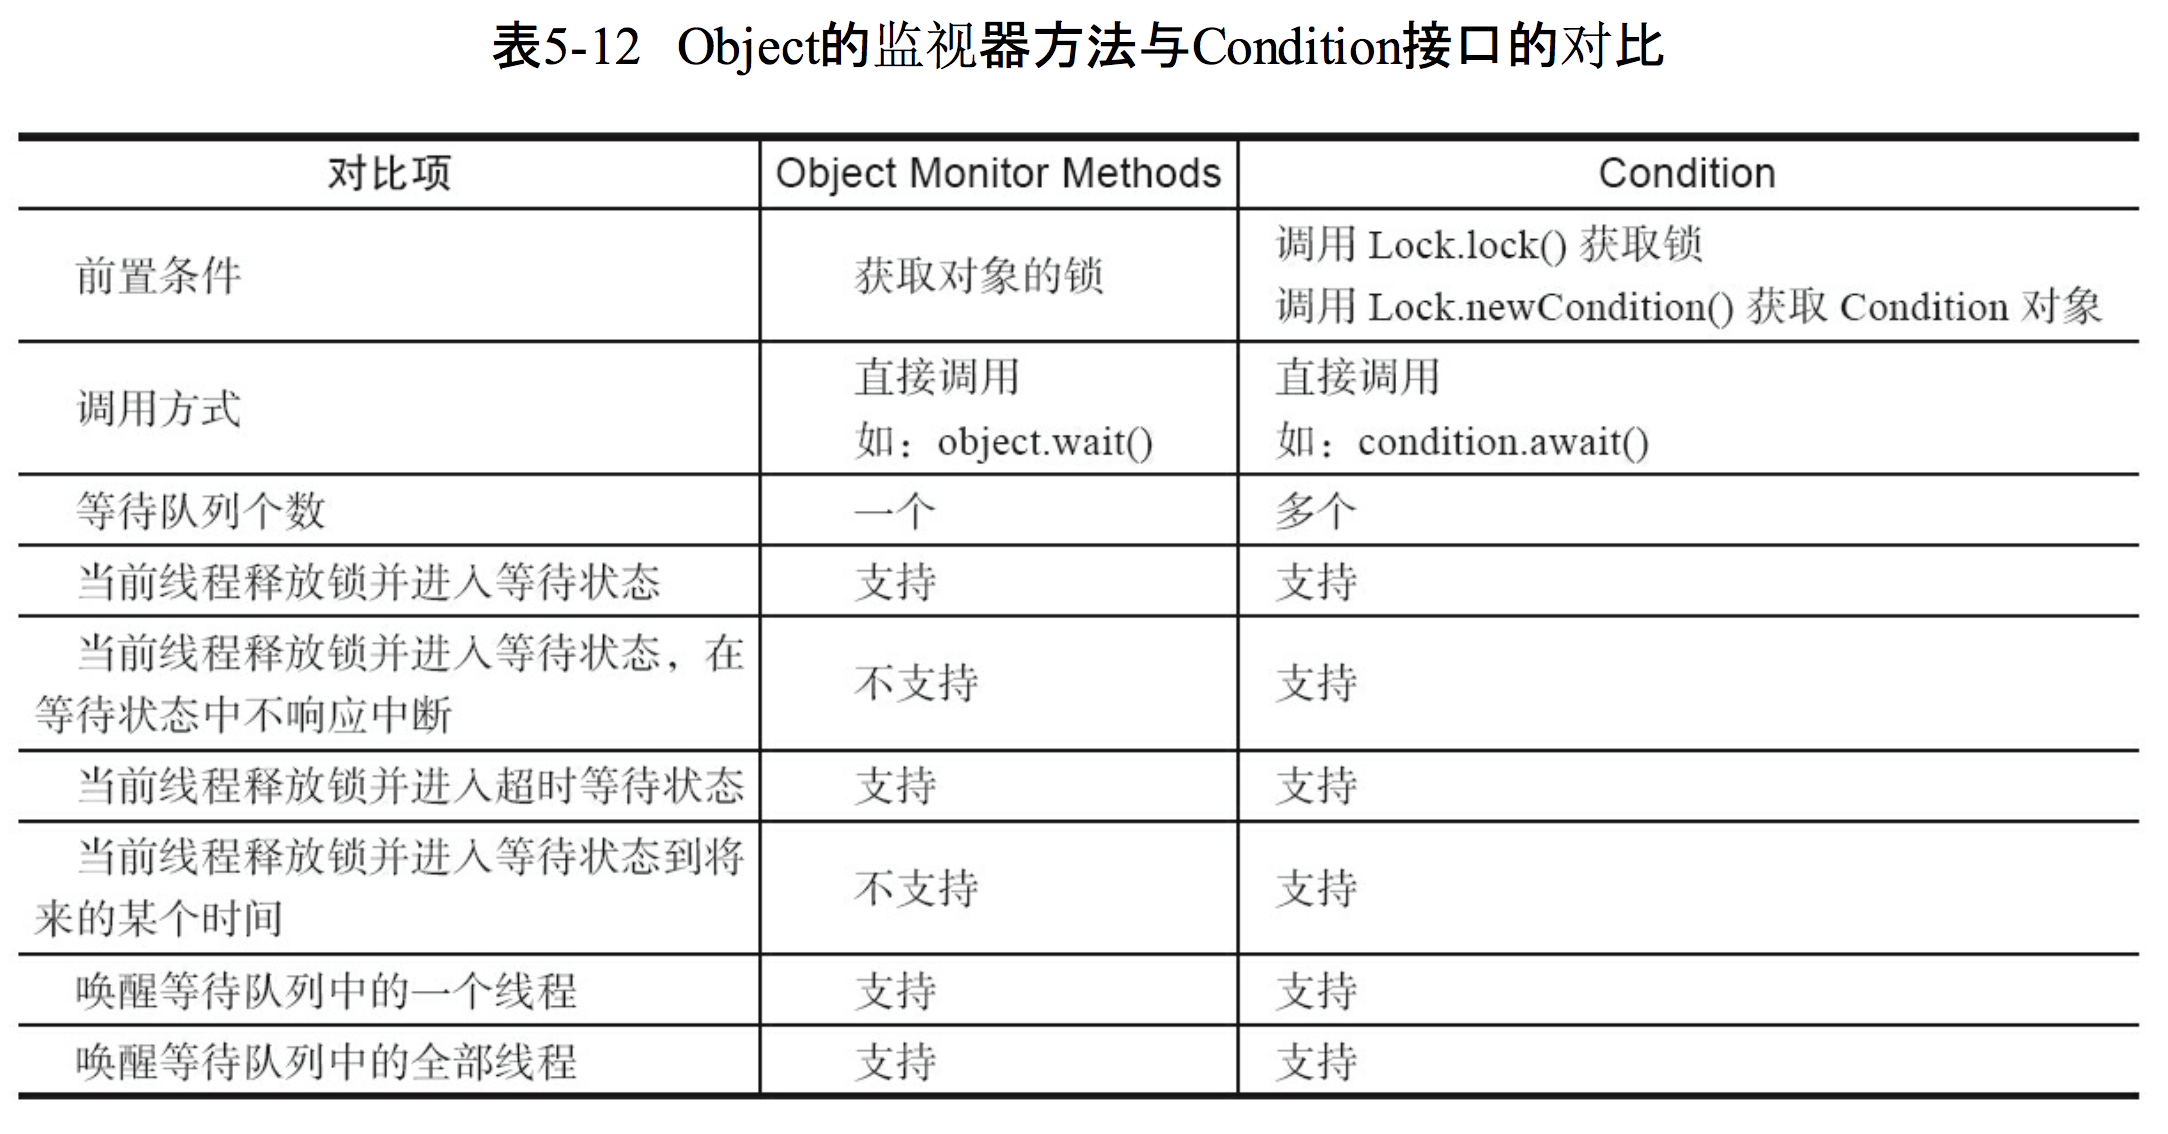 表5-12 Object的监视器方法与Condition接口的对比
对比项 Object Monitor Methods Condition
前置条件 获取对象的锁 调用 Lock.lock() 获取锁
调用 Lock.newCondition() 获取 Condition 对象
调用方式 直接调用 直接调用
如：object.wait() 如：condition.await()
等待队列个数 一个 多个
当前线程释放锁并进入等待状态 支持 支持
当前线程释放锁并进入等待状态，在
等待状态中不响应中断 不支持 支持
当前线程释放锁并进入超时等待状态 支持 支持
当前线程释放锁并进入等待状态到将
来的某个时间 不支持 支持
唤醒等待队列中的一个线程 支持 支持
唤醒等待队列中的全部线程 支持 支持